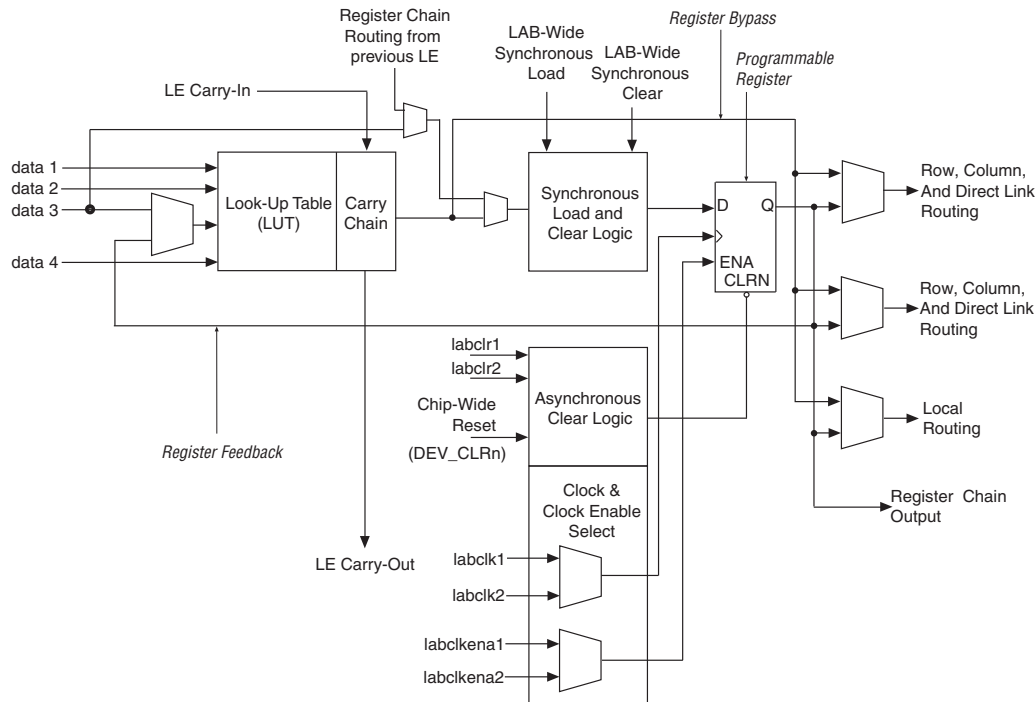 Register Chain
Routing from
previous LE
LAB-Wide
Synchronous
Load
LAB-Wide
Synchronous
Clear
Register Bypass
Programmable
Register
LE Carry-In
data 1
data 2
data 3
data 4
Look-Up Table
(LUT)
Carry
Chain
Synchronous
Load and
Clear Logic
D
Q
ENA
CLRN
Row, Column,
And Direct Link
Routing
Row, Column,
And Direct Link
Routing
Local
Routing
Register Chain
Output
labclr1
labclr2
Chip-Wide
Reset
(DEV_CLRn)
Asynchronous
Clear Logic
Register Feedback
Clock &
Clock Enable
Select
LE Carry-Out
labclk1
labclk2
labclkena1
labclkena2